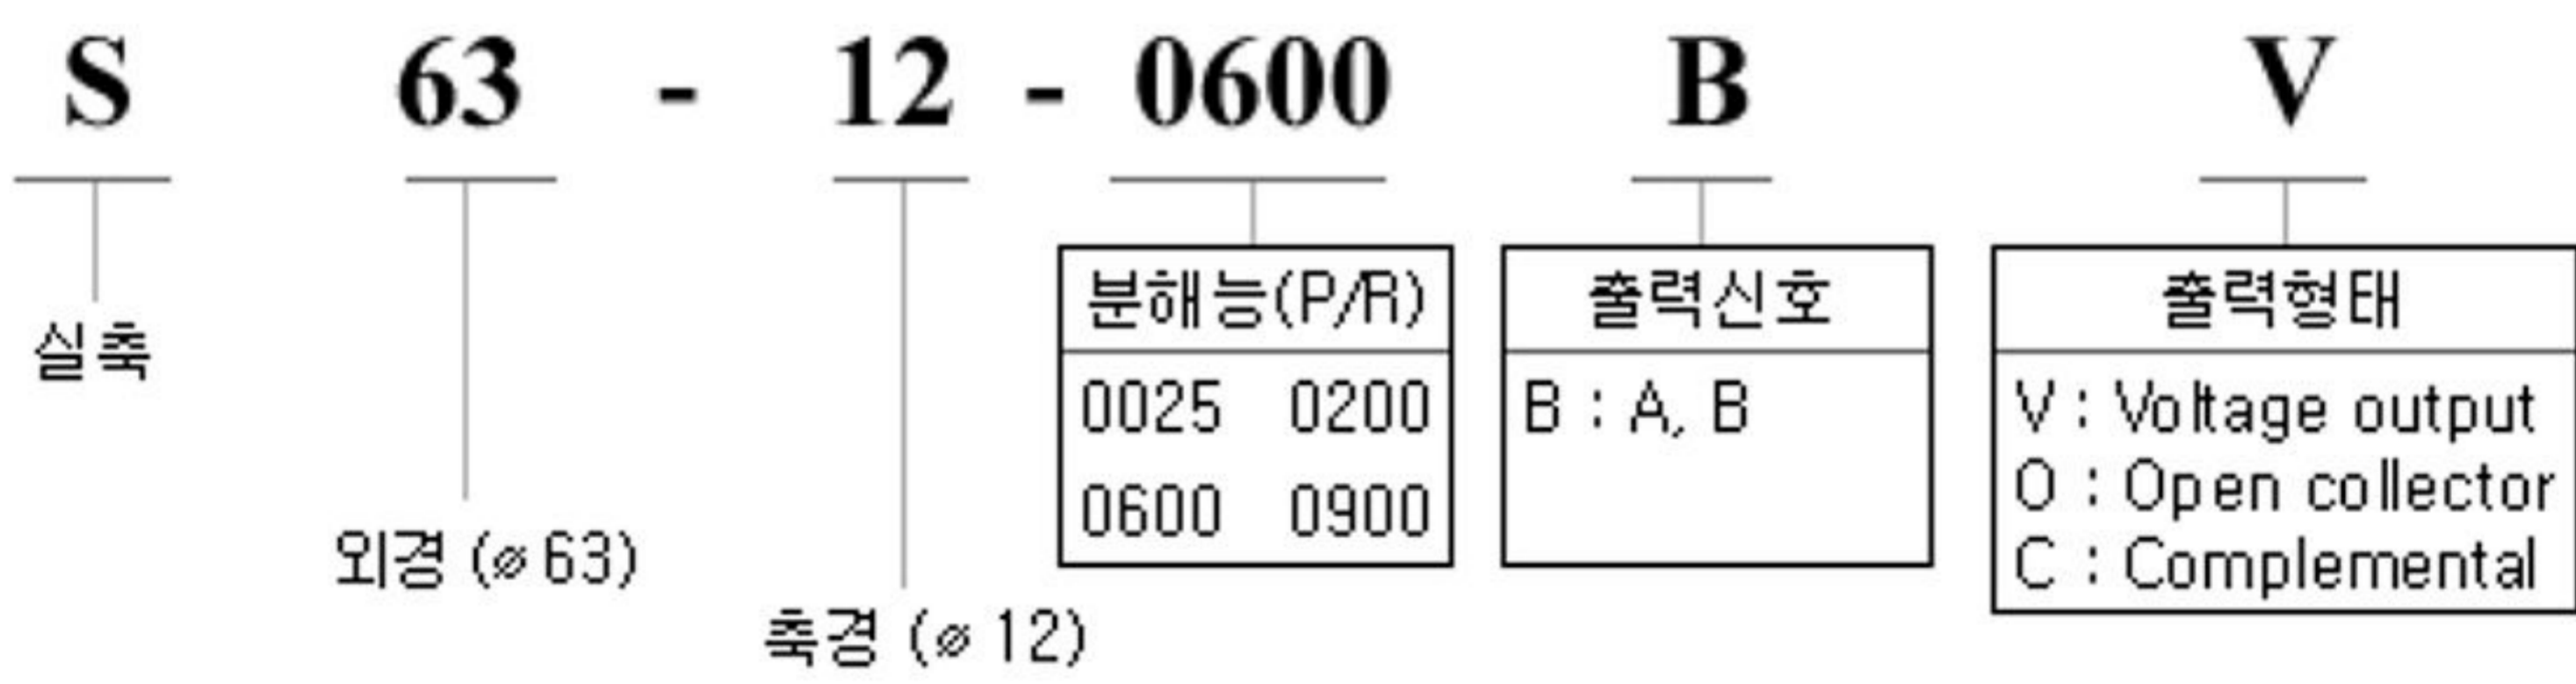 S 63 - 12 - 0600 B V
실축
외경 (ø 63)
축경 (ø 12)
분해능(P/R)
0025 0200
0600 0900
출력신호
B : A, B
출력형태
V : Voltage output
O : Open collector
C : Complemental